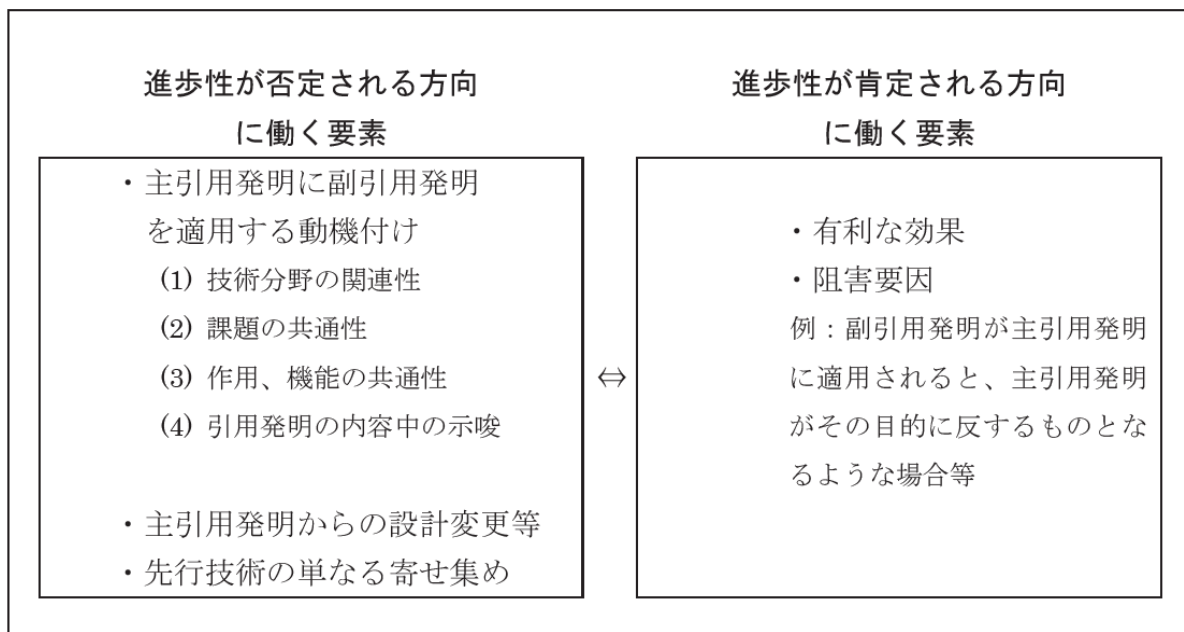 進歩性が否定される方向
に働く要素
・主引用発明に副引用発明
を適用する動機付け
(1) 技術分野の関連性
(2) 課題の共通性
(3) 作用、機能の共通性
(4) 引用発明の内容中の示唆
・主引用発明からの設計変更等
・先行技術の単なる寄せ集め
⇔
進歩性が肯定される方向
に働く要素
・有利な効果
・阻害要因
例：副引用発明が主引用発明
に適用されると、主引用発明
がその目的に反するものとな
るような場合等